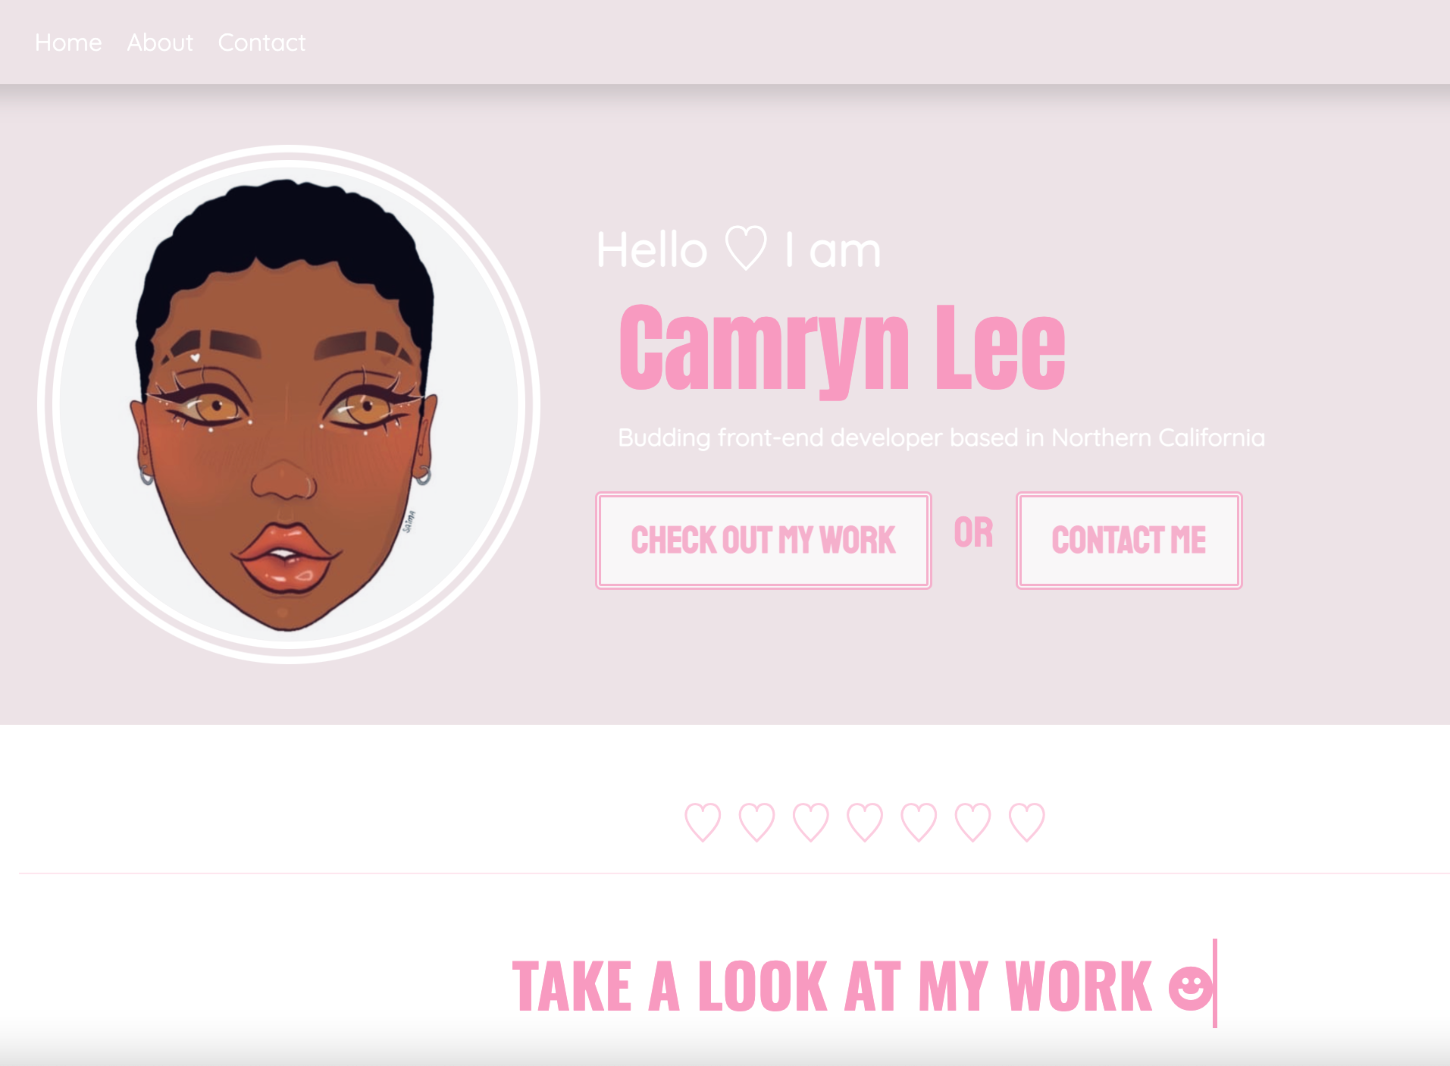 Home About Contact
Hello ♡ I am
Camryn Lee
Budding front-end developer based in Northern California
CHECK OUT MY WORK OR CONTACT ME
♡ ♡ ♡ ♡ ♡ ♡ ♡
TAKE A LOOK AT MY WORK ☻